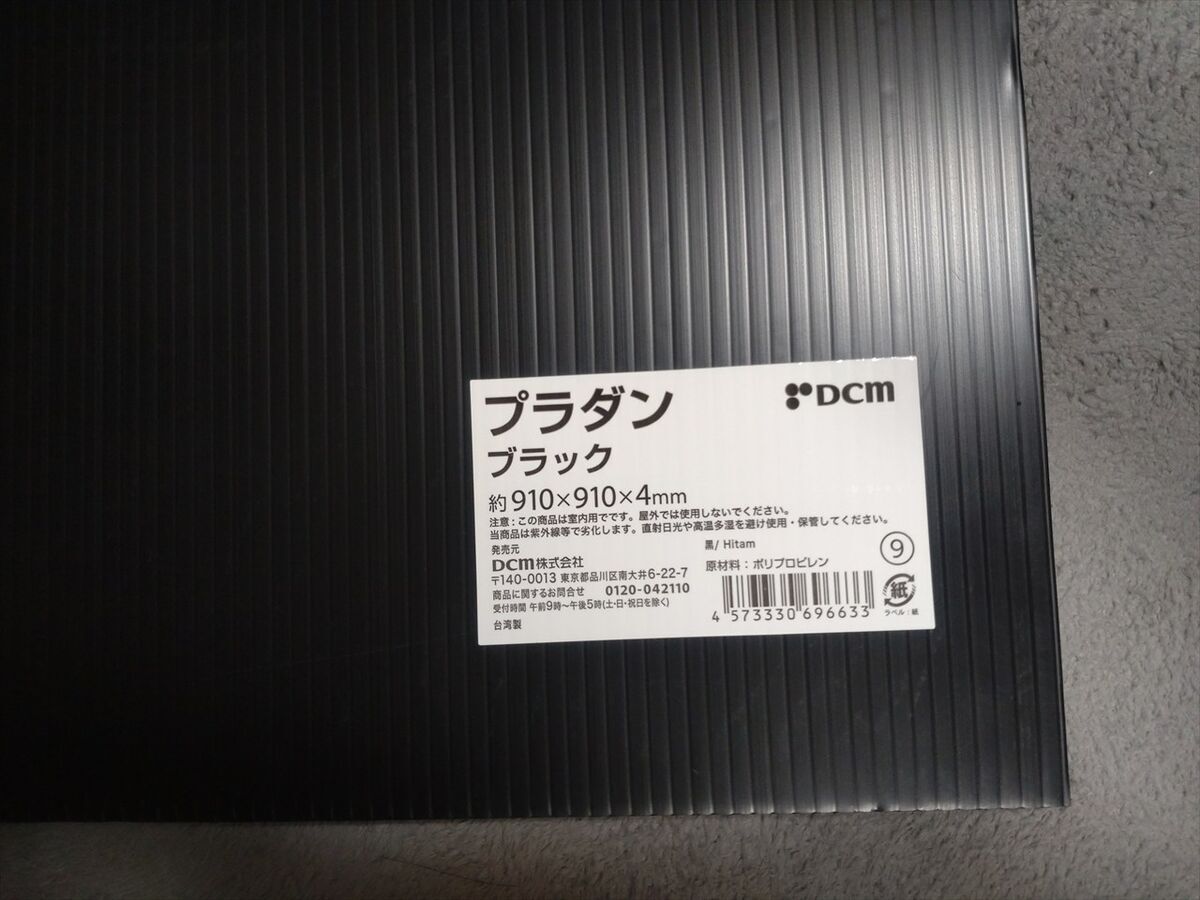 プラダン
DCM
ブラック
約910×910×4mm
注意：この商品は室内用でです。屋外では使用しないでください。
当商品は紫外線等で劣化します。直射日光や高温多湿を避け使用・保管してください。
発売元
DCM株式会社
〒140-0013 東京都品川区南大井6-22-7
商品に関するお問合せ 0120-042110
受付時間 午前9時～午後5時(土・日・祝日を除く)
台湾製
黒/ Hitam
原材料：ポリプロピレン
9
4 573330 696633
紙
ラベル：紙